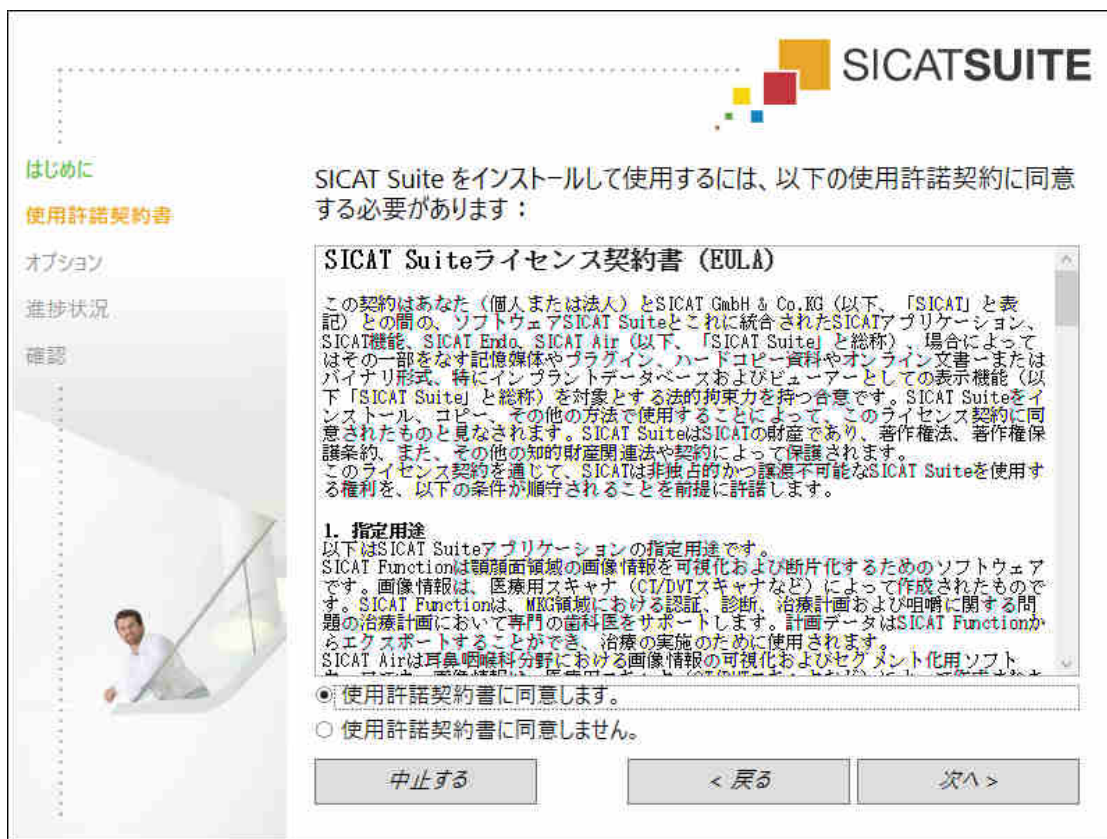 SICATSUITE
はじめに
使用許諾契約書
オプション
進捗状況
確認
SICAT Suite をインストールして使用するには、以下の使用許諾契約に同意
する必要があります：
SICAT Suiteライセンス契約書 (EULA)
この契約はあなた（個人または法人）とSICAT GmbH & Co.KG（以下、「SICAT」と表
記）との間の、ソフトウェアSICAT Suiteとこれに統合されたSICATアプリケーション、
SICAT機能、SICAT Endo、SICAT Air（以下、「SICAT Suite」と総称）、場合によって
はその一部をなす記憶媒体やプラグイン、ハードコピー資料やオンライン文書ーまたは
バイナリ形式、特にインプラントデータベースおよびビューアーとしての表示機能（以
下「SICAT Suite」と総称）を対象とする法的拘束力を持つ合意です。SICAT Suiteをイ
ンストール、コピー、その他の方法で使用することによって、このライセンス契約に同
意されたものと見なされます。SICAT SuiteはSICATの財産であり、著作権法、著作権保
護条約、また、その他の知的財産関連法や契約によって保護されます。
このライセンス契約を通じて、SICATは非独占的かつ譲渡不可能なSICAT Suiteを使用す
る権利を、以下の条件が順守されることを前提に許諾します。
1. 指定用途
以下はSICAT Suiteアプリケーションの指定用途です。
SICAT Functionは顎顔面領域の画像情報を可視化および断片化するためのソフトウェア
です。画像情報は、医療用スキャナ（CT/DVTスキャナなど）によって作成されたもので
す。SICAT Functionは、MKG領域における認証、診断、治療計画および咀嚼に関する問
題の治療計画において専門の歯科医をサポートします。計画データはSICAT Functionか
らエクスポートすることができ、治療の実施のために使用されます。
SICAT Airは耳鼻咽喉科分野における画像情報の可視化およびセグメント化用ソフト
使用許諾契約書に同意します。
使用許諾契約書に同意しません。
中止する
< 戻る
次へ >